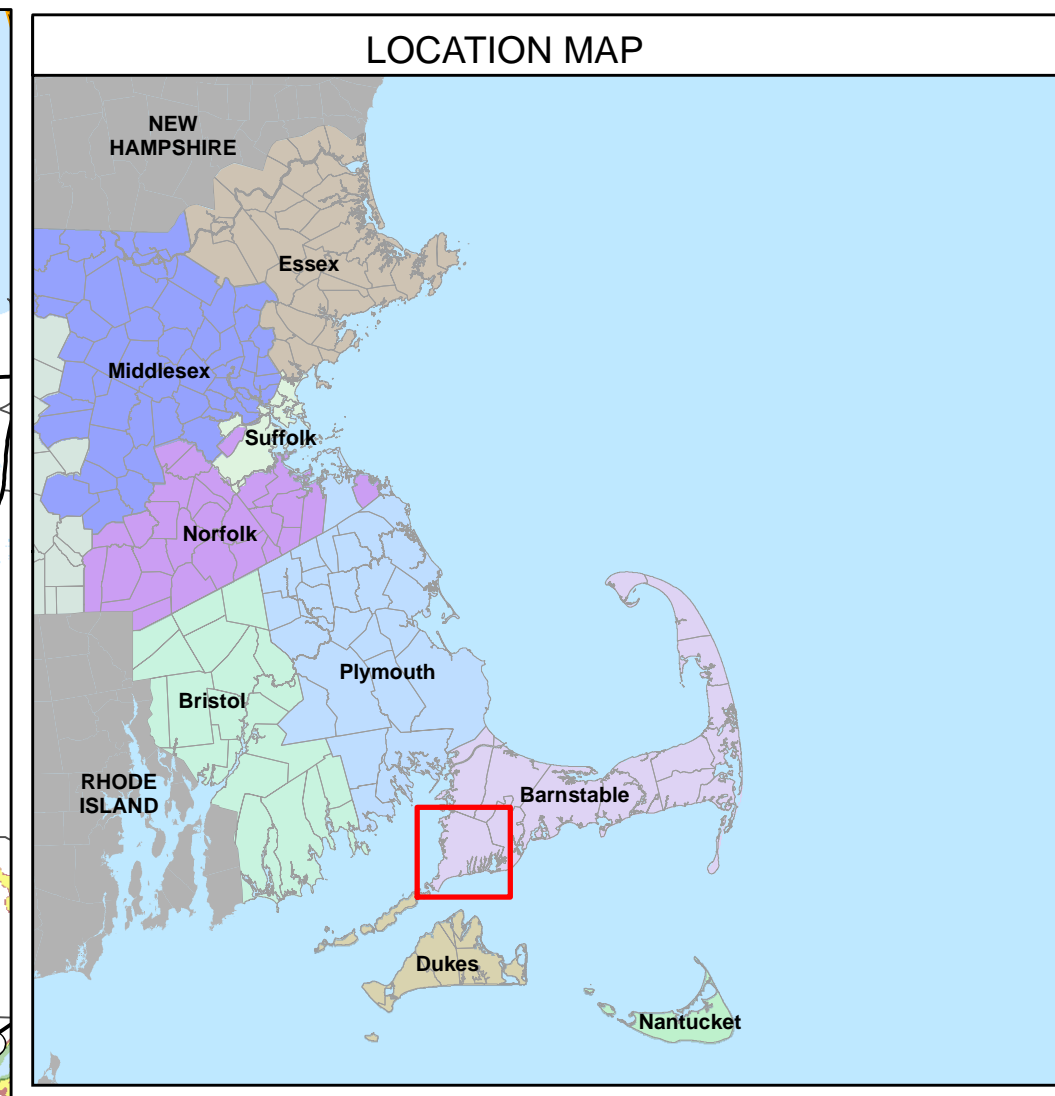 LOCATION MAP
NEW
HAMPSHIRE
Essex
Middlesex
Suffolk
Norfolk
Plymouth
Bristol
RHODE
ISLAND
Barnstable
Dukes
Nantucket